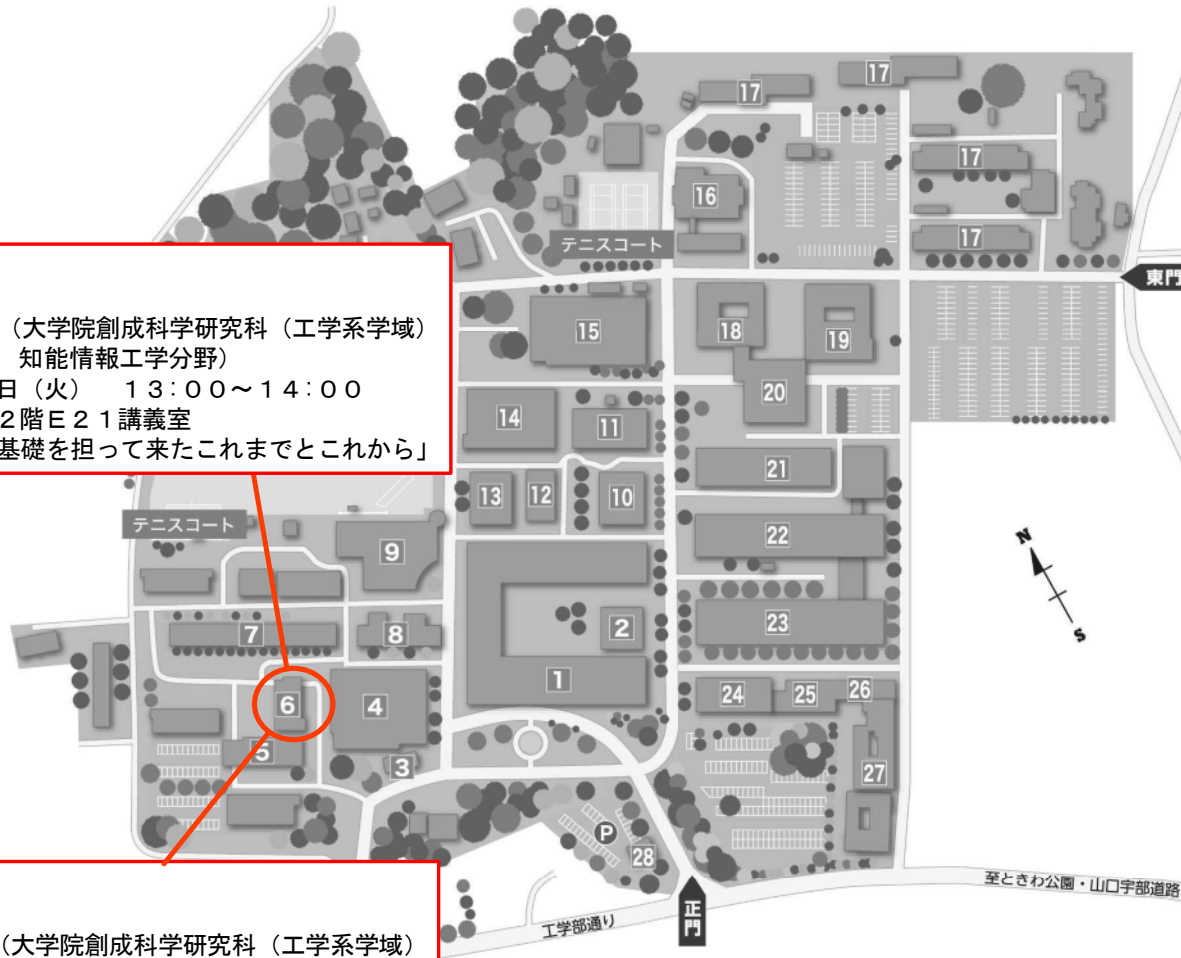 17
17
17
16
17
テニスコート
東門
(大学院創成科学研究科(工学系学域)
知能情報工学分野)
日(火) 13:00~14:00
2階E21講義室
基礎を担って来たこれまでとこれから」
15
18
19
20
14
11
21
13
12
10
テニスコート
9
22
N
S
7
8
2
23
1
6
4
24
25
26
5
3
27
P
28
至ときわ公園・山口宇部道路
正門
工学部通り
(大学院創成科学研究科(工学系学域)